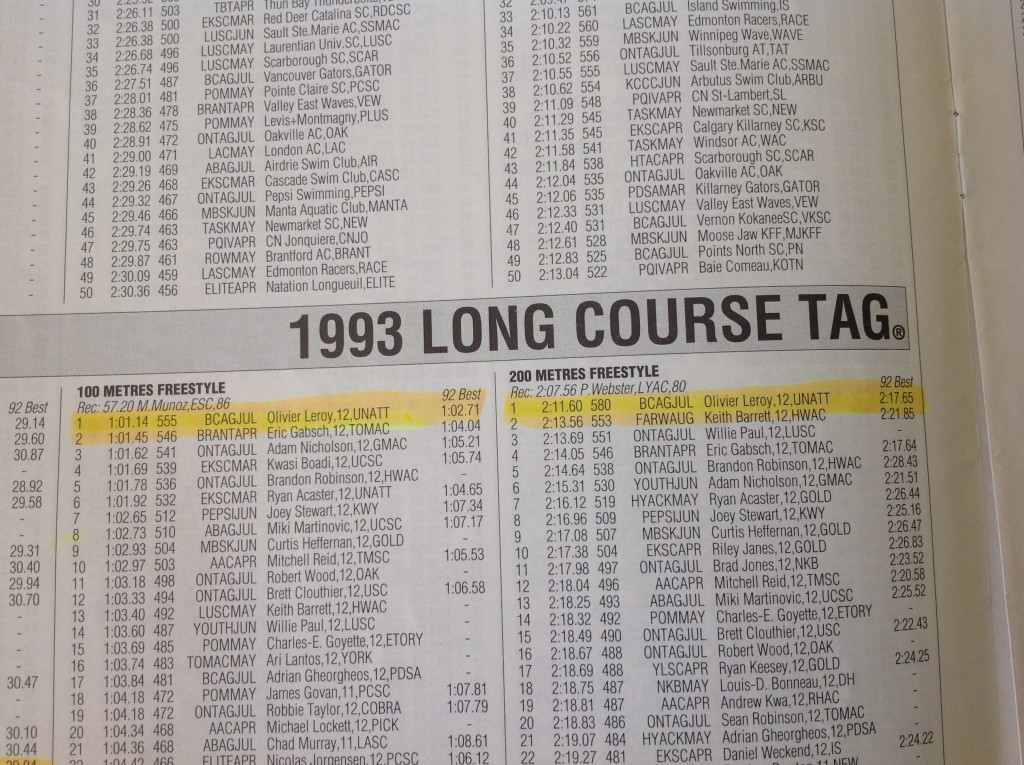 31 2:26.11 503 TBTAPR Thun Bay
32 2:26.38 500 EKSCMAR Red Deer Catalina SC,RDCSC
33 2:26.38 500 LUSCJUN Sault Ste.Marie AC,SSMAC
34 2:26.68 496 LUSCMAY Laurentian Univ.SC,LUSC
35 2:26.74 496 LUSCMAY Scarborough SC,SCAR
36 2:27.51 487 BCAGJUL Vancouver Gators,GATOR
37 2:28.01 481 POMMAY Pointe Claire SC,PCSC
38 2:28.36 478 BRANTAPR Valley East Waves,VEW
39 2:28.62 475 POMMAY Levis+Montmagny,PLUS
40 2:28.91 472 ONTAGJUL Oakville AC,OAK
41 2:29.00 471 LACMAY London AC,LAC
42 2:29.19 469 ABAGJUL Airdrie Swim Club,AIR
43 2:29.26 468 EKSCMAR Cascade Swim Club,CASC
44 2:29.32 467 ONTAGJUL Pepsi Swimming,PEPSI
45 2:29.46 466 MBSKJUN Manta Aquatic Club,MANTA
46 2:29.74 463 TASKMAY Newmarket SC,NEW
47 2:29.75 463 PQIVAPR CN Jonquiere,CNJO
48 2:29.87 461 ROWMAY Brantford AC,BRANT
49 2:30.09 459 LASCMAY Edmonton Racers,RACE
50 2:30.36 456 ELITEAPR Natation Longueuil,ELITE
33 2:10.13 561 BCAGJUL Island Swimming,IS
34 2:10.22 560 LASCMAY Edmonton Racers,RACE
35 2:10.32 559 MBSKJUN Winnipeg Wave,WAVE
36 2:10.52 556 ONTAGJUL Tillsonburg AT,TAT
37 2:10.55 555 LUSCMAY Sault Ste.Marie AC,SSMAC
38 2:10.62 554 KCCCJUN Arbutus Swim Club,ARBU
39 2:11.09 548 PQIVAPR CN St-Lambert,SL
40 2:11.29 545 TASKMAY Newmarket SC,NEW
41 2:11.35 545 EKSCAPR Calgary Killarney SC,KSC
42 2:11.58 541 TASKMAY Windsor AC,WAC
43 2:11.84 538 HTACAPR Scarborough SC,SCAR
44 2:12.04 535 ONTAGJUL Oakville AC,OAK
45 2:12.06 535 PDSAMAR Killarney Gators,GATOR
46 2:12.33 531 LUSCMAY Valley East Waves,VEW
47 2:12.40 531 BCAGJUL Vernon KokaneeSC,VKSC
48 2:12.61 528 MBSKJUN Moose Jaw KFF,MJKFF
49 2:12.83 525 BCAGJUL Points North SC,PN
50 2:13.04 522 PQIVAPR Baie Comeau,KOTN
1993 LONG COURSE TAG®
92 Best
29.14
29.60
30.87
-
28.92
29.58
-
-
29.31
30.40
29.94
30.70
-
-
-
-
30.47
-
-
30.10
30.44
100 METRES FREESTYLE
Rec: 57.20 M.Munoz,ESC,86 92 Best
1 1:01.14 555 BCAGJUL Olivier Leroy,12,UNATT 1:02.71
2 1:01.45 546 BRANTAPR Eric Gabsch,12,TOMAC 1:04.04
3 1:01.62 541 ONTAGJUL Adam Nicholson,12,GMAC 1:05.21
4 1:01.69 539 EKSCMAR Kwasi Boadi,12,UCSC 1:05.74
5 1:01.78 536 ONTAGJUL Brandon Robinson,12,HWAC -
6 1:01.92 532 EKSCMAR Ryan Acaster,12,UNATT 1:04.65
7 1:02.65 512 PEPSIJUN Joey Stewart,12,KWY 1:07.34
8 1:02.73 510 ABAGJUL Miki Martinovic,12,UCSC 1:07.17
9 1:02.93 504 MBSKJUN Curtis Heffernan,12,GOLD -
10 1:02.97 503 AACAPR Mitchell Reid,12,TMSC 1:05.53
11 1:03.18 498 ONTAGJUL Robert Wood,12,OAK -
12 1:03.33 494 ONTAGJUL Brett Clouthier,12,USC 1:06.58
13 1:03.40 492 LUSCMAY Keith Barrett,12,HWAC -
14 1:03.60 487 YOUTHJUN Willie Paul,12,LUSC -
15 1:03.69 485 POMMAY Charles-E. Goyette,12,ETORY -
16 1:03.74 483 TOMACMAY Ari Lantos,12,YORK -
17 1:03.84 481 BCAGJUL Adrian Gheorgheos,12,PDSA -
18 1:04.18 472 POMMAY James Govan,11,PCSC 1:07.81
19 1:04.18 472 ONTAGJUL Robbie Taylor,12,COBRA 1:07.79
20 1:04.34 468 AACAPR Michael Lockett,12,PICK -
21 1:04.36 468 ABAGJUL Chad Murray,11,LASC 1:08.61
22 1:04.42 466 ELITEAPR Nicolas Jorgensen,12,PCSC 1:06.12
200 METRES FREESTYLE
Rec: 2:07.56 P.Webster,LYAC,80 92 Best
1 2:11.60 580 BCAGJUL Olivier Leroy,12,UNATT 2:17.65
2 2:13.56 553 FARWAUG Keith Barrett,12,HWAC 2:21.85
3 2:13.69 551 ONTAGJUL Willie Paul,12,LUSC -
4 2:14.05 546 BRANTAPR Eric Gabsch,12,TOMAC 2:17.64
5 2:14.64 538 ONTAGJUL Brandon Robinson,12,HWAC 2:28.43
6 2:15.31 530 YOUTHJUN Adam Nicholson,12,GMAC 2:21.51
7 2:16.12 519 HYACKMAY Ryan Acaster,12,GOLD 2:26.44
8 2:16.96 509 PEPSIJUN Joey Stewart,12,KWY 2:25.16
9 2:17.08 507 MBSKJUN Curtis Heffernan,12,GOLD 2:26.47
10 2:17.38 504 EKSCAPR Riley Janes,12,GOLD 2:26.83
11 2:17.98 497 ONTAGJUL Brad Jones,12,NKB 2:23.52
12 2:18.04 496 AACAPR Mitchell Reid,12,TMSC 2:20.58
13 2:18.25 493 ABAGJUL Miki Martinovic,12,UCSC 2:25.52
14 2:18.32 492 POMMAY Charles-E. Goyette,12,ETORY -
15 2:18.49 490 ONTAGJUL Brett Clouthier,12,USC 2:22.43
16 2:18.67 488 ONTAGJUL Robert Wood,12,OAK -
17 2:18.69 488 YLSCAPR Ryan Keesey,12,GOLD 2:24.25
18 2:18.75 487 NKBMAY Louis-D. Bonneau,12,DH -
19 2:18.81 487 AACAPR Andrew Kwa,12,RHAC -
20 2:18.83 486 ONTAGJUL Sean Robinson,12,TOMAC -
21 2:19.07 484 HYACKMAY Adrian Gheorgheos,12,PDSA 2:24.22
22 2:19.27 481 EKSCAPR Daniel Weckend,12,IS -